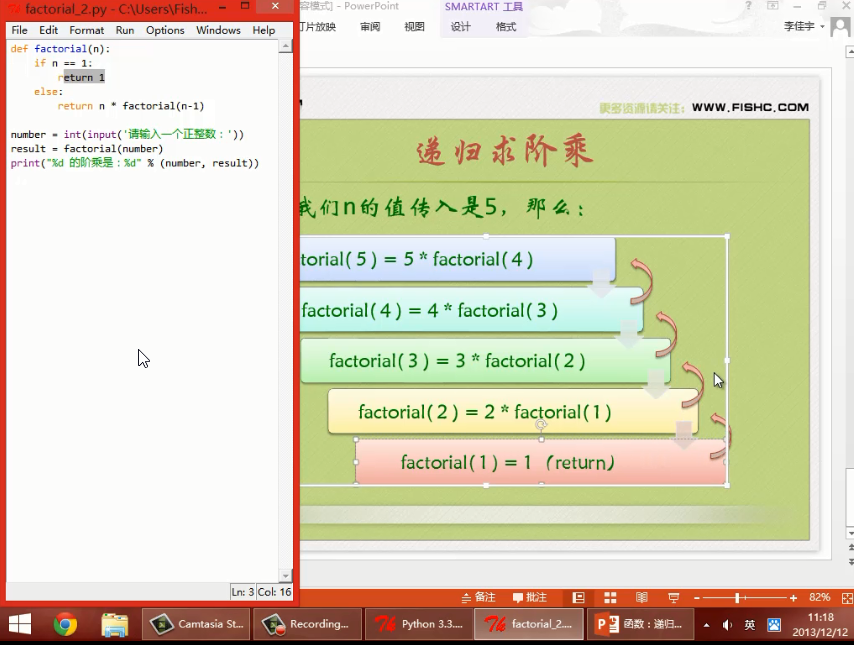 factorial_2.py - C:\Users\Fish...
File Edit Format Run Options Windows Help
def factorial(n):
if n == 1:
return 1
else:
return n * factorial(n-1)
number = int(input('请输入一个正整数：'))
result = factorial(number)
print("%d 的阶乘是：%d" % (number, result))
Ln: 3 Col: 16
容模式] - PowerPoint
SMARTART 工具
灯片放映 审阅 视图 设计 格式
李佳宇
更多资源请关注： WWW.FISHC.COM
递归求阶乘
我们n的值传入是5，那么：
torial( 5 ) = 5 * factorial( 4 )
factorial( 4 ) = 4 * factorial( 3 )
factorial( 3 ) = 3 * factorial( 2 )
factorial( 2 ) = 2 * factorial( 1 )
factorial( 1 ) = 1（return）
备注 批注 82%
Camtasia St...
Recording...
Python 3.3....
factorial_2....
函数：递归...
英
11:18
2013/12/12